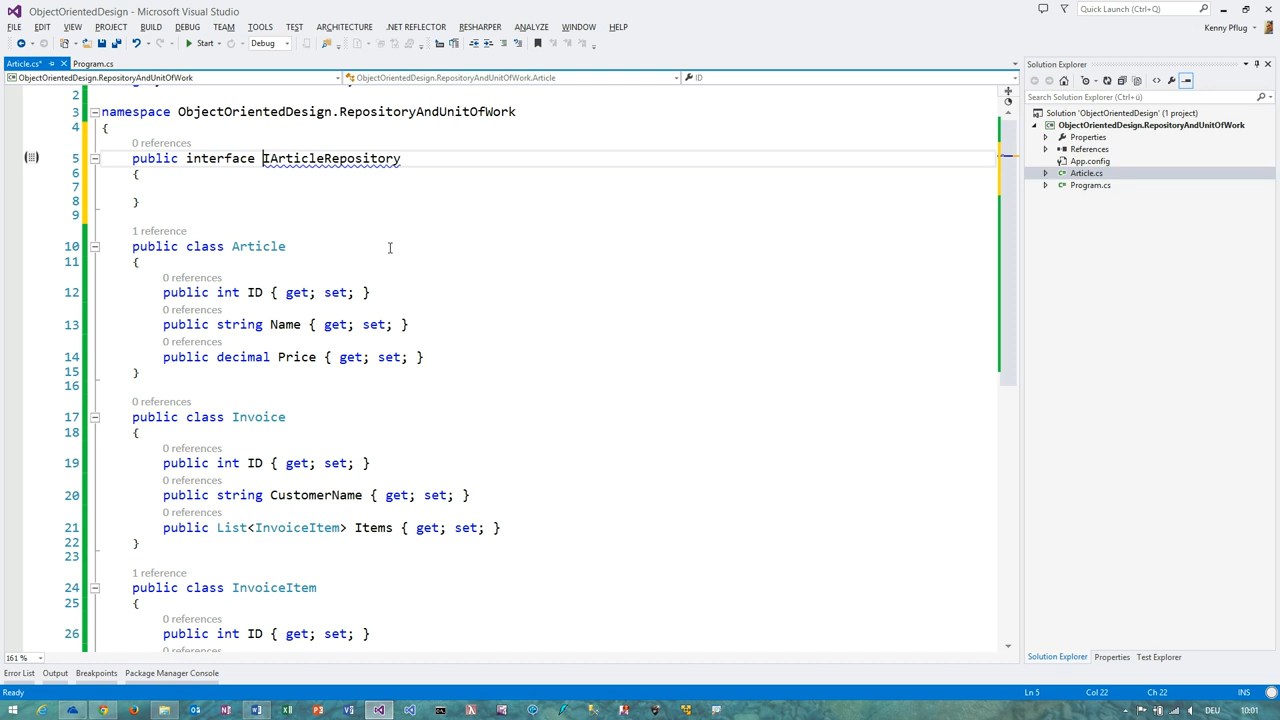 ObjectOrientedDesign - Microsoft Visual Studio
Quick Launch (Ctrl+Q)
FILE EDIT VIEW PROJECT BUILD DEBUG TEAM TOOLS TEST ARCHITECTURE .NET REFLECTOR RESHARPER ANALYZE WINDOW HELP
Kenny Pflug
Start
Debug
Article.cs*
Program.cs
ObjectOrientedDesign.RepositoryAndUnitOfWork
ObjectOrientedDesign.RepositoryAndUnitOfWork.Article
ID
2
3 namespace ObjectOrientedDesign.RepositoryAndUnitOfWork
4 {
0 references
5 public interface IArticleRepository
6 {
7
8 }
9
1 reference
10 public class Article
11 {
0 references
12 public int ID { get; set; }
0 references
13 public string Name { get; set; }
0 references
14 public decimal Price { get; set; }
15 }
16
0 references
17 public class Invoice
18 {
0 references
19 public int ID { get; set; }
0 references
20 public string CustomerName { get; set; }
0 references
21 public List<InvoiceItem> Items { get; set; }
22 }
23
1 reference
24 public class InvoiceItem
25 {
0 references
26 public int ID { get; set; }
161 %
Solution Explorer
Search Solution Explorer (Ctrl+ü)
Solution 'ObjectOrientedDesign' (1 project)
ObjectOrientedDesign.RepositoryAndUnitOfWork
Properties
References
App.config
Article.cs
Program.cs
Solution Explorer Properties Test Explorer
Error List Output Breakpoints Package Manager Console
Ready
Ln 5 Col 22 Ch 22 INS
DEU 10:01